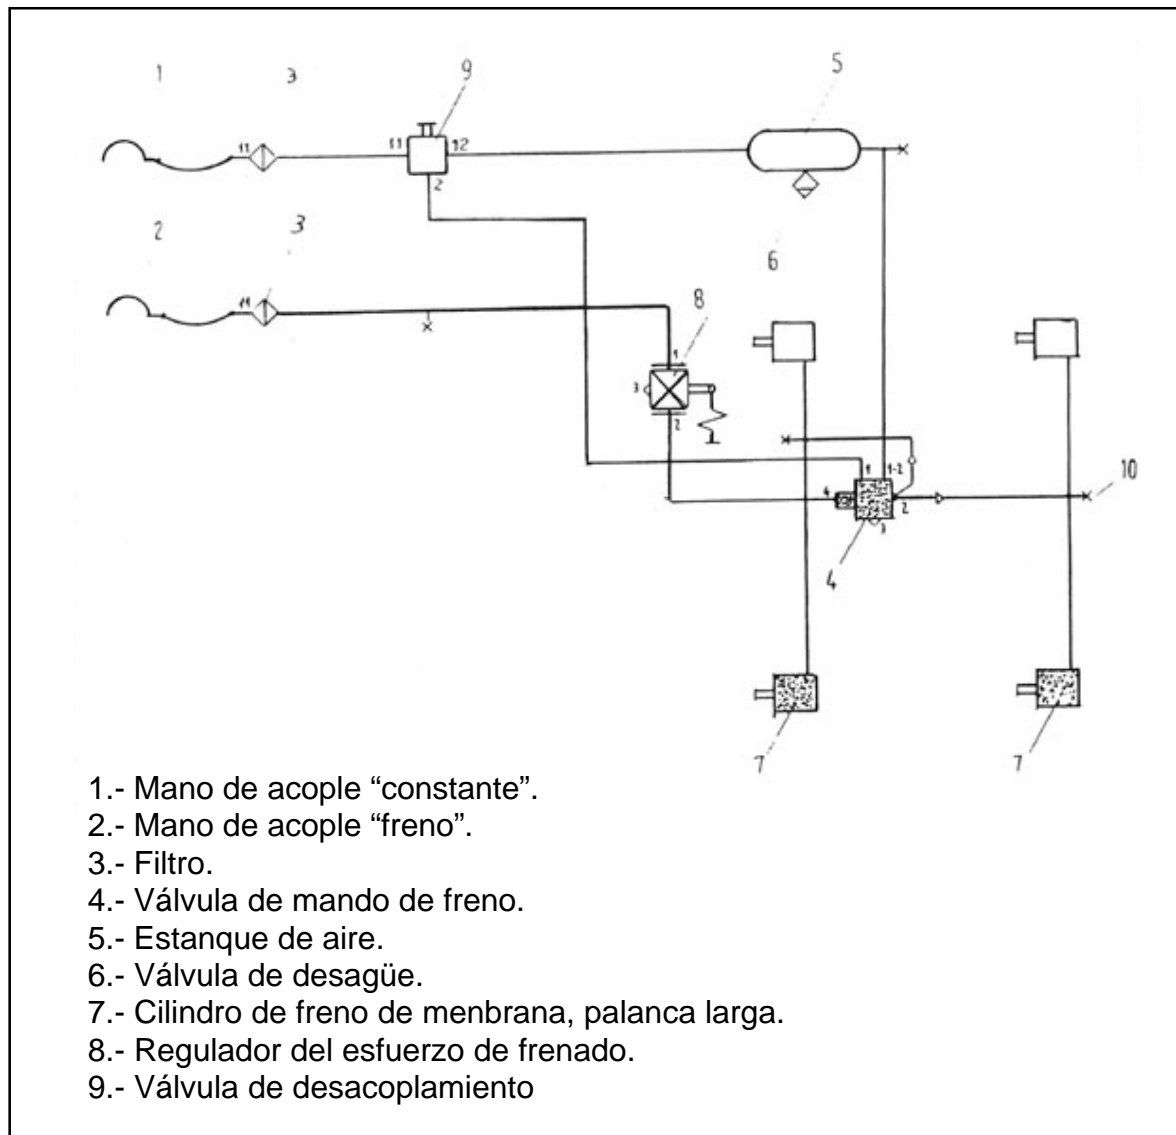 1 3 9 5
11 11 12
2
2 3 6
11 8
1
3
2
1 1-2 10
4 2
3
4
7 7
1.- Mano de acople “constante”.
2.- Mano de acople “freno”.
3.- Filtro.
4.- Válvula de mando de freno.
5.- Estanque de aire.
6.- Válvula de desagüe.
7.- Cilindro de freno de menbrana, palanca larga.
8.- Regulador del esfuerzo de frenado.
9.- Válvula de desacoplamiento